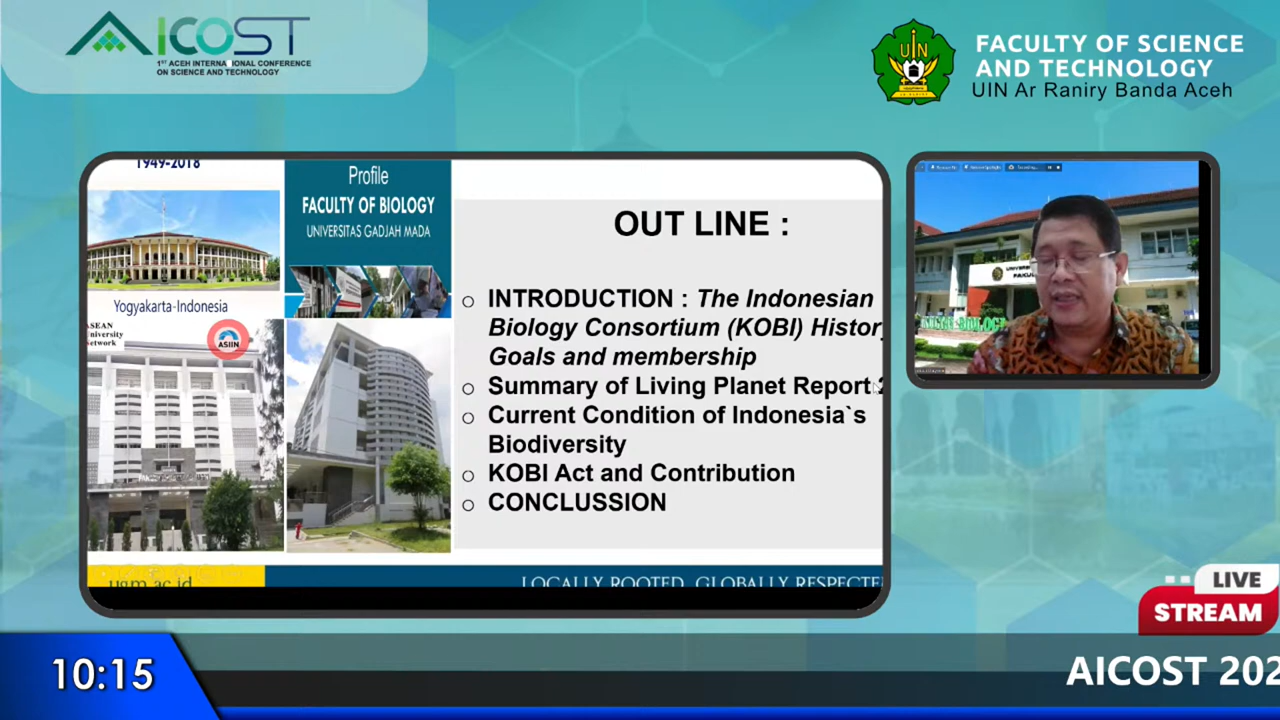 AICOST
1ST ACEH INTERNATIONAL CONFERENCE
ON SCIENCE AND TECHNOLOGY
UIN
FACULTY OF SCIENCE
AND TECHNOLOGY
UIN Ar Raniry Banda Aceh
1949-2018
Yogyakarta-Indonesia
ASEAN
University
Network
ASIIN
Profile
FACULTY OF BIOLOGY
UNIVERSITAS GADJAH MADA
OUT LINE :
INTRODUCTION : The Indonesian
Biology Consortium (KOBI) Histor
Goals and membership
Summary of Living Planet Report
Current Condition of Indonesia`s
Biodiversity
KOBI Act and Contribution
CONCLUSSION
ugm.ac.id
LOCALLY ROOTED, GLOBALLY RESPECTE
LIVE
STREAM
10:15
AICOST 202